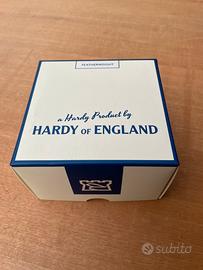 FEATHERWEIGHT
a Hardy Product by
HARDY OF ENGLAND
subito